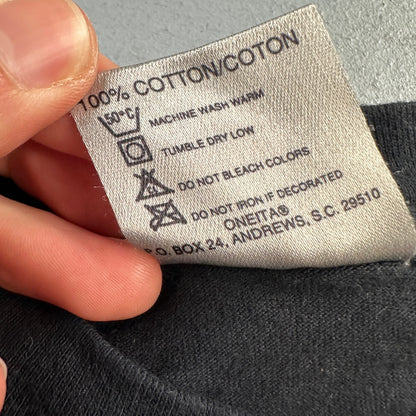 100% COTTON/COTON
50°C MACHINE WASH WARM
TUMBLE DRY LOW
DO NOT BLEACH COLORS
DO NOT IRON IF DECORATED
ONEITA®
P.O. BOX 24, ANDREWS, S.C. 29510